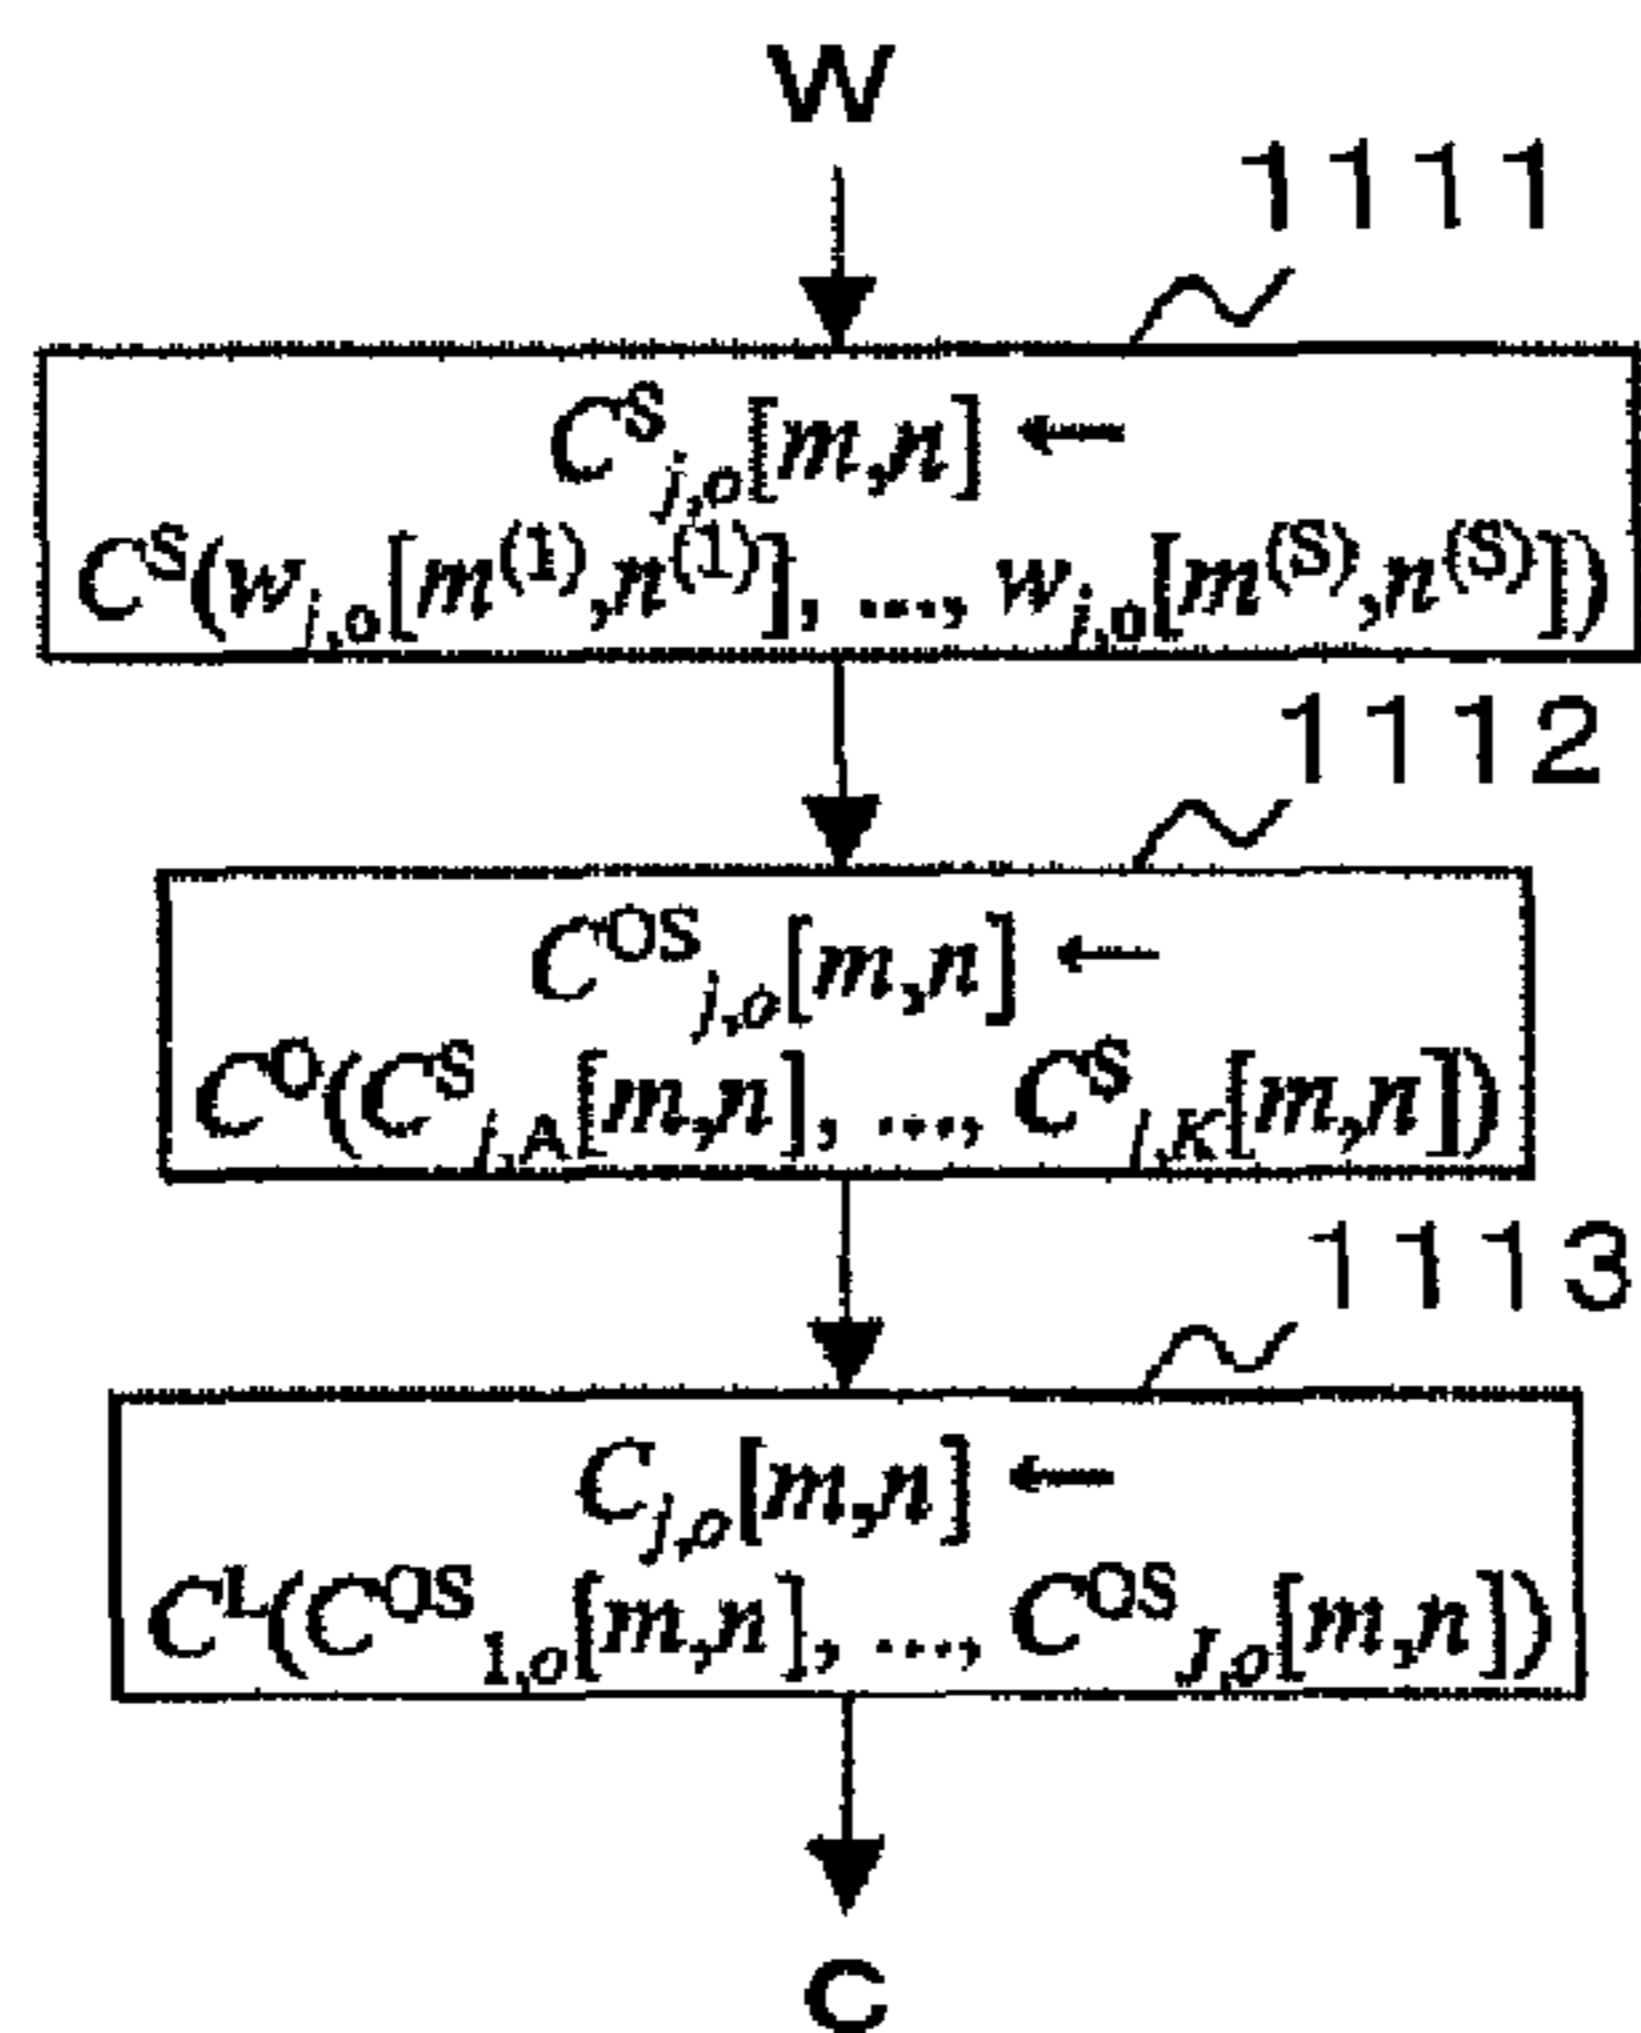 W
1111
C^S_{j,o}[m,n] ←
C^S(w_{j,o}[m^{(1)},n^{(1)}], ..., w_{j,o}[m^{(S)},n^{(S)}])
1112
C^{OS}_{j,o}[m,n] ←
C^O(C^S_{j,A}[m,n], ..., C^S_{j,K}[m,n])
1113
C_{j,o}[m,n] ←
C^L(C^{OS}_{1,o}[m,n], ..., C^{OS}_{J,o}[m,n])
C